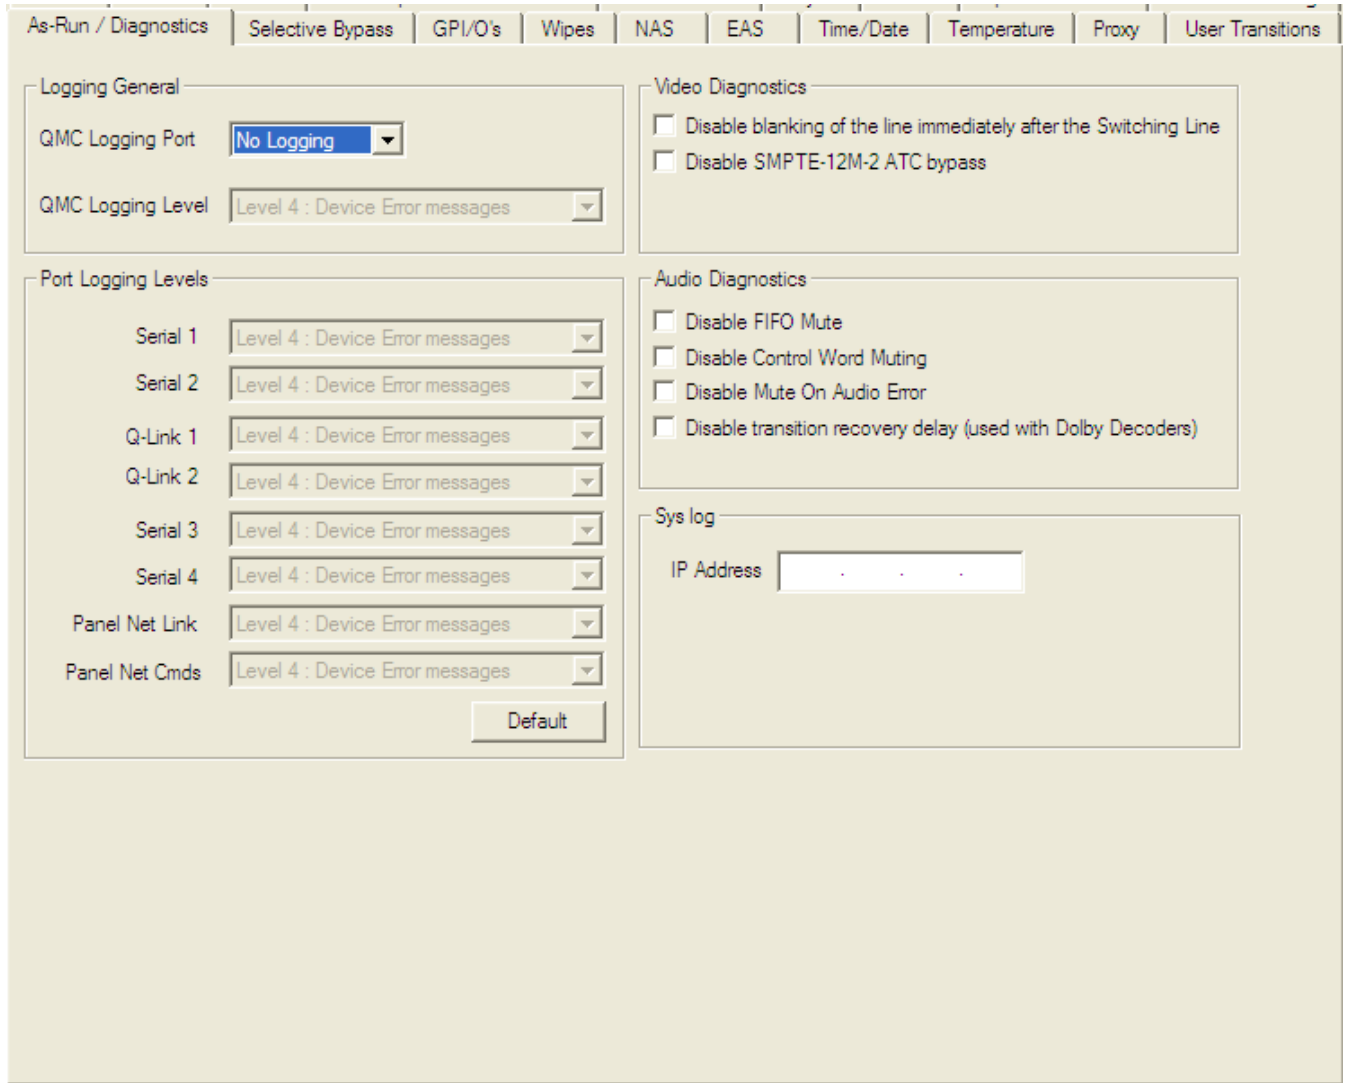 As-Run / Diagnostics Selective Bypass GPI/O's Wipes NAS EAS Time/Date Temperature Proxy User Transitions
Logging General
QMC Logging Port No Logging
QMC Logging Level Level 4 : Device Error messages
Port Logging Levels
Serial 1 Level 4 : Device Error messages
Serial 2 Level 4 : Device Error messages
Q-Link 1 Level 4 : Device Error messages
Q-Link 2 Level 4 : Device Error messages
Serial 3 Level 4 : Device Error messages
Serial 4 Level 4 : Device Error messages
Panel Net Link Level 4 : Device Error messages
Panel Net Cmds Level 4 : Device Error messages
Default
Video Diagnostics
Disable blanking of the line immediately after the Switching Line
Disable SMPTE-12M-2 ATC bypass
Audio Diagnostics
Disable FIFO Mute
Disable Control Word Muting
Disable Mute On Audio Error
Disable transition recovery delay (used with Dolby Decoders)
Sys log
IP Address . . .